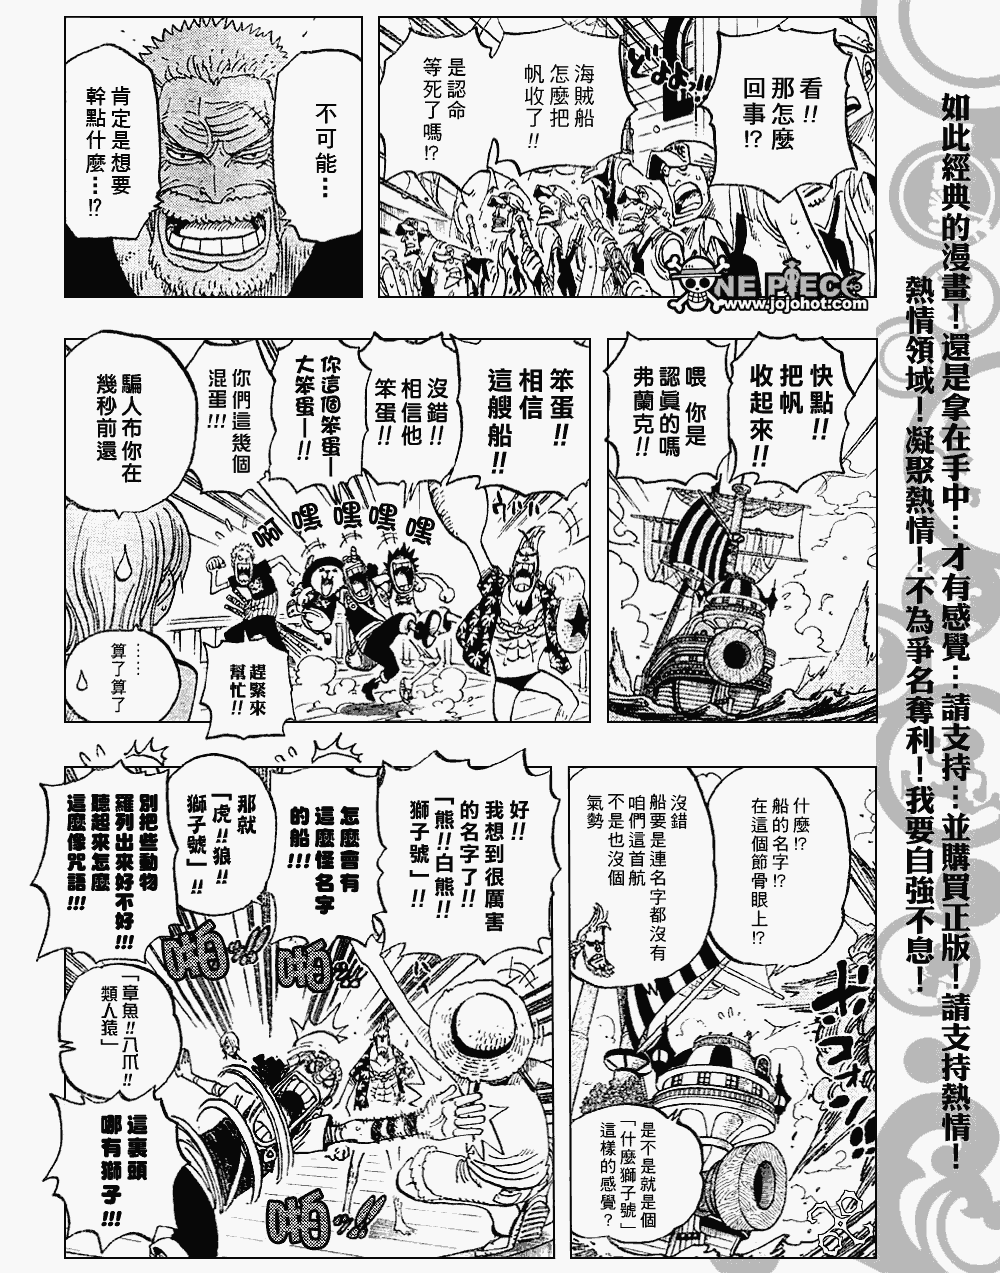 看!!
那怎麼
回事!?
海賊船
怎麼把
帆收了!!
是認命
等死了嗎!?
どよよっ!!
不可能…
肯定是想要
幹點什麼…!?
ONE PIECE
www.jojohot.com
快點!!
把帆
收起來!!
喂 你是
認真的嗎
弗蘭克!!
笨蛋!!
相信
這艘船!!
沒錯!!
相信他
笨蛋!!
你這個笨蛋—
大笨蛋—!!
你們這幾個
混蛋!!!
騙人布你在
幾秒前還
嘿
嘿
嘿
嘿
啊
趕緊來
幫忙!!
……
算了算了
什麼!?
船的名字!?
在這個節骨眼上!?
沒錯
船要是連名字都沒有
咱們這首航
不是也沒個
氣勢
是不是就是個
「什麼獅子號」
這樣的感覺?
ドッコォン!!
好!!
我想到很厲害
的名字了!!
「熊!!白熊!!
獅子號」!!
怎麼會有
這麼怪名字
的船!!!
那就
「虎!!狼!!
獅子號」!!
別把些動物
羅列出來好不好!!!
聽起來怎麼
這麼像咒語!!!
「章魚!!八爪!!
類人猿」
這裏頭
哪有獅子!!!
啪!!
啪!!
啪!!
如此經典的漫畫!還是拿在手中…才有感覺…請支持…並購買正版!請支持熱情!
熱情領域!凝聚熱情!不為爭名奪利!我要自強不息!